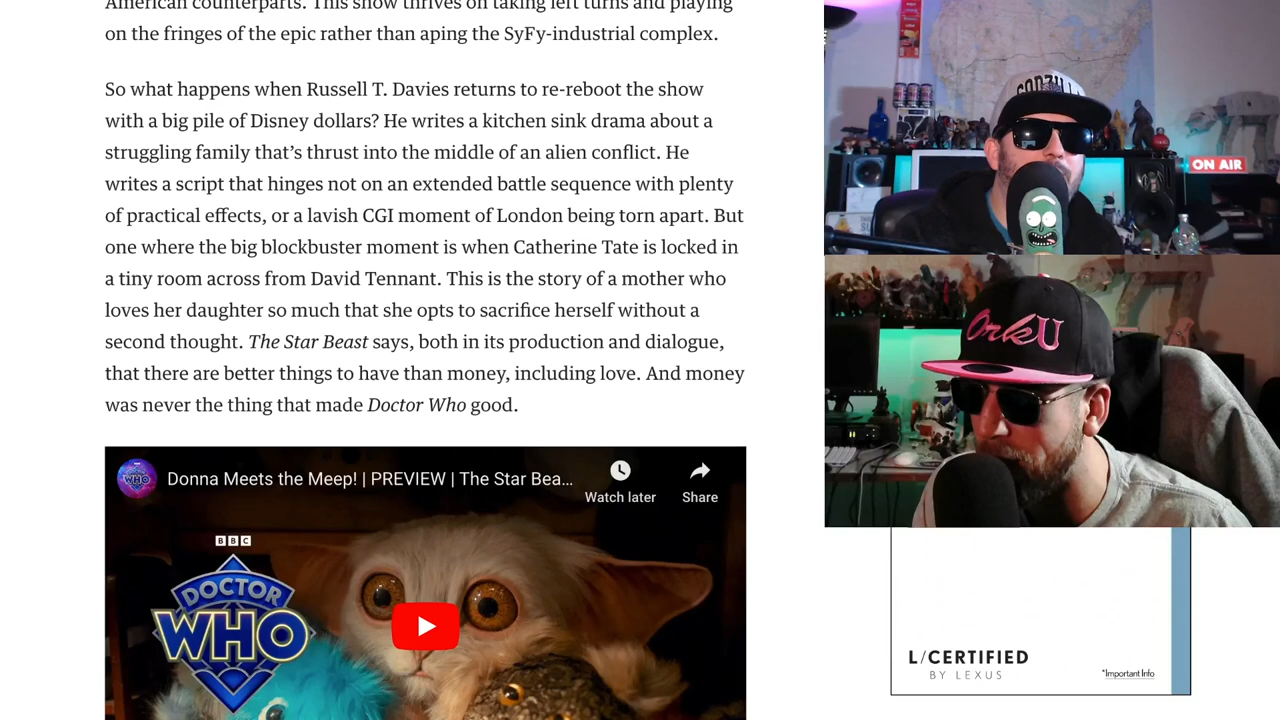 American counterparts. This show thrives on taking left turns and playing
on the fringes of the epic rather than aping the SyFy-industrial complex.
So what happens when Russell T. Davies returns to re-reboot the show
with a big pile of Disney dollars? He writes a kitchen sink drama about a
struggling family that’s thrust into the middle of an alien conflict. He
writes a script that hinges not on an extended battle sequence with plenty
of practical effects, or a lavish CGI moment of London being torn apart. But
one where the big blockbuster moment is when Catherine Tate is locked in
a tiny room across from David Tennant. This is the story of a mother who
loves her daughter so much that she opts to sacrifice herself without a
second thought. The Star Beast says, both in its production and dialogue,
that there are better things to have than money, including love. And money
was never the thing that made Doctor Who good.
WHO
Donna Meets the Meep! | PREVIEW | The Star Bea...
Watch later
Share
BBC
DOCTOR
WHO
GODZILLA
ON AIR
OrkU
L/CERTIFIED
BY LEXUS
*Important Info